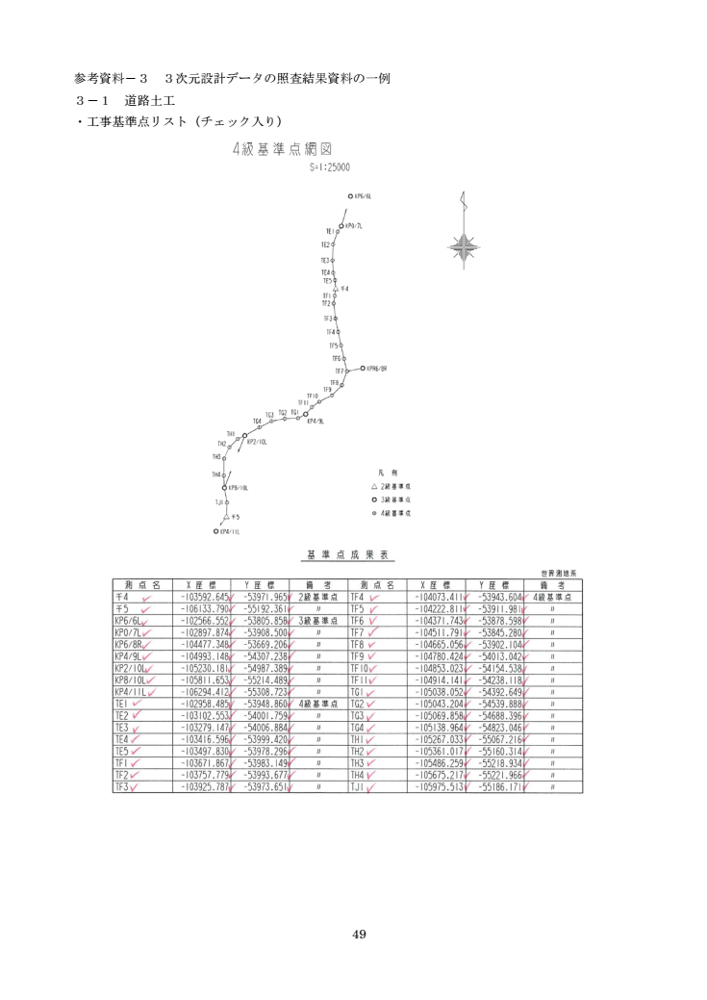 参考資料－３　３次元設計データの照査結果資料の一例
３－１　道路土工
・工事基準点リスト（チェック入り）
4級基準点網図
S=1:25000
KP6/6L
KP0/7L
TE1
TE2
TE3
TE4
TE5
千4
TF1
TF2
TF3
TF4
TF5
TF6
TF7
KPR6/8R
TF8
TF9
TF10
TF11
TG3 TG2 TG1
KP4/9L
TG4
TH1
TH2
KP2/10L
TH3
TH4
KP8/10L
TJ1
千5
KP4/11L
凡 例
2級基準点
3級基準点
4級基準点
基準点成果表
世界測地系
測点名 X座標 Y座標 備考 測点名 X座標 Y座標 備考
千4 -103592.645 -53971.965 2級基準点 TF4 -104073.411 -53943.604 4級基準点
千5 -106133.790 -55192.361 〃 TF5 -104222.811 -53911.981 〃
KP6/6L -102566.552 -53805.858 3級基準点 TF6 -104371.743 -53878.598 〃
KP0/7L -102897.874 -53908.500 〃 TF7 -104511.791 -53845.280 〃
KP6/8R -104477.348 -53669.206 〃 TF8 -104665.056 -53902.104 〃
KP4/9L -104993.148 -54307.238 〃 TF9 -104780.424 -54013.042 〃
KP2/10L -105230.181 -54987.389 〃 TF10 -104853.023 -54154.538 〃
KP8/10L -105811.653 -55214.489 〃 TF11 -104914.141 -54238.118 〃
KP4/11L -106294.412 -55308.723 〃 TG1 -105038.052 -54392.649 〃
TE1 -102958.485 -53948.860 4級基準点 TG2 -105043.204 -54539.888 〃
TE2 -103102.553 -54001.759 〃 TG3 -105069.858 -54688.396 〃
TE3 -103279.147 -54006.884 〃 TG4 -105138.964 -54823.046 〃
TE4 -103416.596 -53999.420 〃 TH1 -105267.033 -55067.216 〃
TE5 -103497.830 -53978.296 〃 TH2 -105361.017 -55160.314 〃
TF1 -103671.867 -53983.149 〃 TH3 -105486.259 -55218.934 〃
TF2 -103757.779 -53993.677 〃 TH4 -105675.217 -55221.966 〃
TF3 -103925.787 -53973.651 〃 TJ1 -105975.513 -55186.171 〃
49